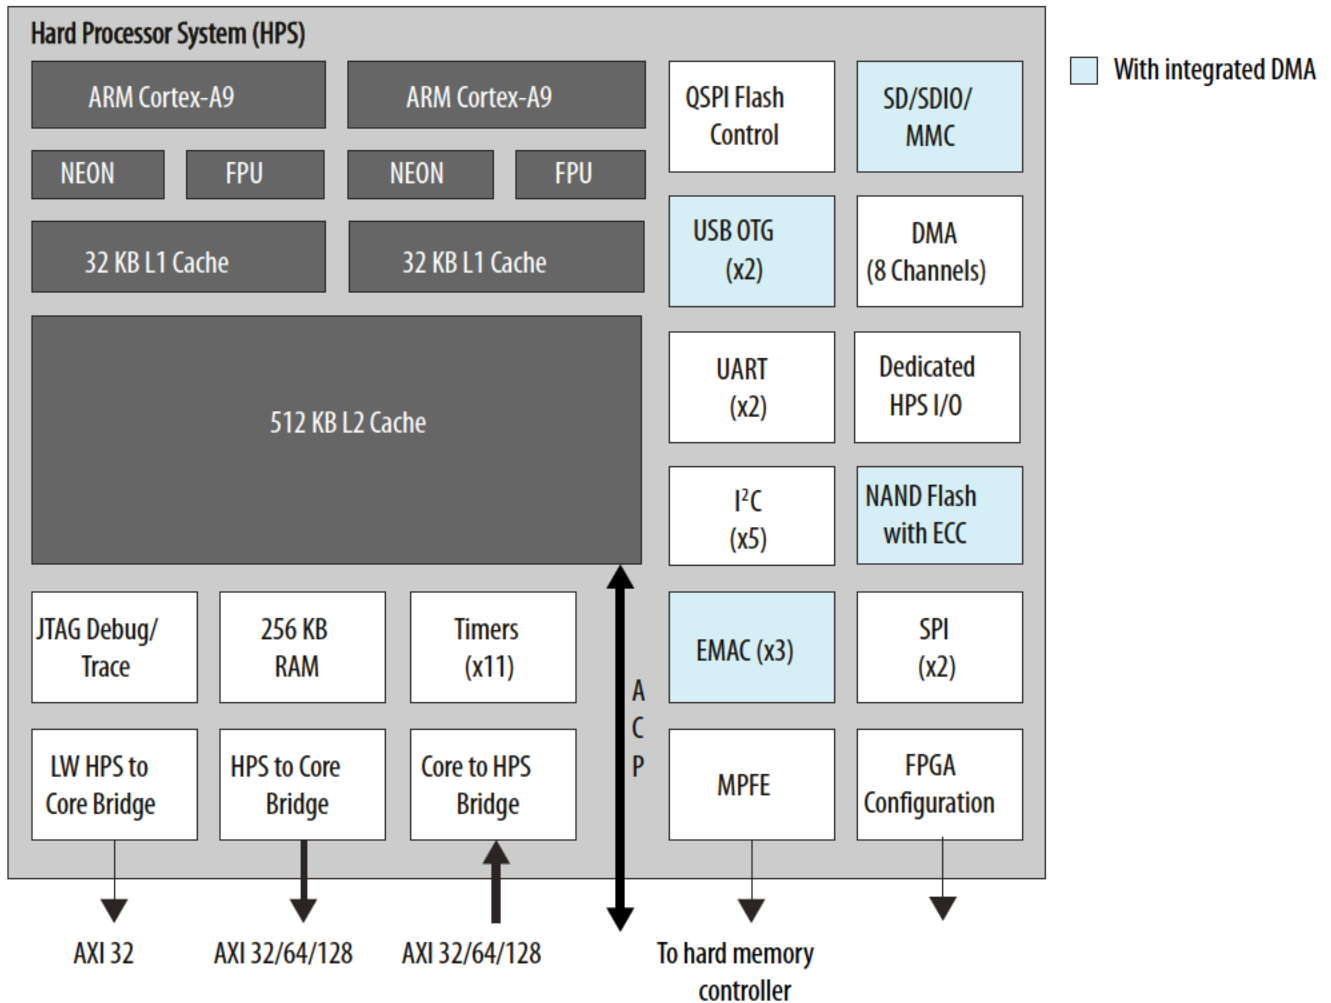 Hard Processor System (HPS)
With integrated DMA
ARM Cortex-A9
ARM Cortex-A9
QSPI Flash
Control
SD/SDIO/
MMC
NEON
FPU
NEON
FPU
USB OTG
(x2)
DMA
(8 Channels)
32 KB L1 Cache
32 KB L1 Cache
512 KB L2 Cache
UART
(x2)
Dedicated
HPS I/O
I²C
(x5)
NAND Flash
with ECC
JTAG Debug/
Trace
256 KB
RAM
Timers
(x11)
A
C
P
EMAC (x3)
SPI
(x2)
LW HPS to
Core Bridge
HPS to Core
Bridge
Core to HPS
Bridge
MPFE
FPGA
Configuration
AXI 32
AXI 32/64/128
AXI 32/64/128
To hard memory
controller